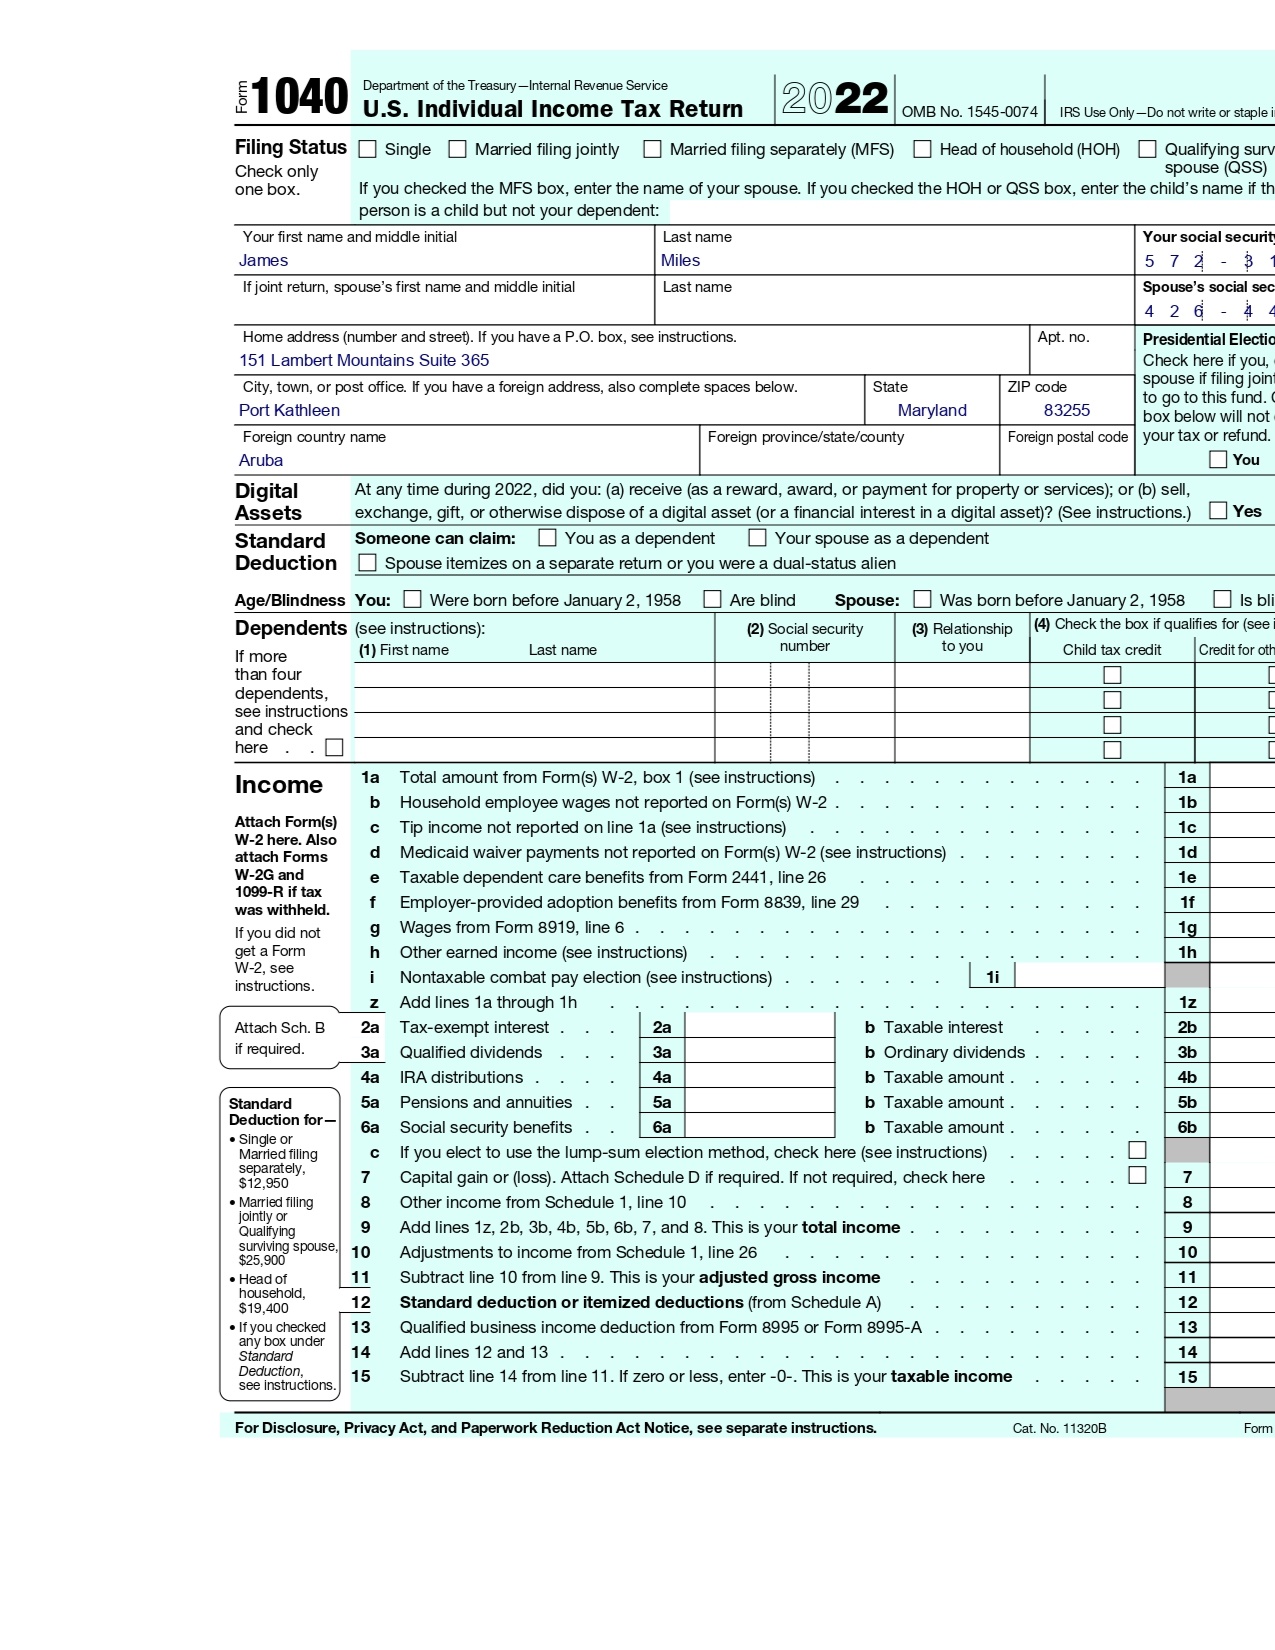 Form 1040 Department of the Treasury—Internal Revenue Service
U.S. Individual Income Tax Return 2022 OMB No. 1545-0074 IRS Use Only—Do not write or staple
Filing Status Single Married filing jointly Married filing separately (MFS) Head of household (HOH) Qualifying
Check only spouse (QSS)
one box. If you checked the MFS box, enter the name of your spouse. If you checked the HOH or QSS box, enter the child's name if
person is a child but not your dependent:
Your first name and middle initial Last name Your social security
James Miles 5 7 2 - 3 1
If joint return, spouse's first name and middle initial Last name Spouse's social
4 2 6 - 4 4
Home address (number and street). If you have a P.O. box, see instructions. Apt. no. Presidential
151 Lambert Mountains Suite 365 Check here if you,
City, town, or post office. If you have a foreign address, also complete spaces below. State ZIP code spouse if filing
to go to this fund.
Port Kathleen Maryland 83255 box below will not
Foreign country name Foreign province/state/county Foreign postal code your tax or refund.
Aruba You
Digital At any time during 2022, did you: (a) receive (as a reward, award, or payment for property or services); or (b) sell,
Assets exchange, gift, or otherwise dispose of a digital asset (or a financial interest in a digital asset)? (See instructions.) Yes
Standard Someone can claim: You as a dependent Your spouse as a dependent
Deduction Spouse itemizes on a separate return or you were a dual-status alien
Age/Blindness You: Were born before January 2, 1958 Are blind Spouse: Was born before January 2, 1958 Is
Dependents (see instructions): (2) Social security number (3) Relationship to you (4) Check the box if qualifies for (see
(1) First name Last name Child tax credit Credit for
If more
than four
dependents,
see instructions
and check
here . .
Income 1a Total amount from Form(s) W-2, box 1 (see instructions) 1a
b Household employee wages not reported on Form(s) W-2 1b
Attach Form(s)
W-2 here. Also
attach Forms
W-2G and
1099-R if tax
was withheld.
c Tip income not reported on line 1a (see instructions) 1c
d Medicaid waiver payments not reported on Form(s) W-2 (see instructions) 1d
e Taxable dependent care benefits from Form 2441, line 26 1e
f Employer-provided adoption benefits from Form 8839, line 29 1f
If you did not
get a Form
W-2, see
instructions.
g Wages from Form 8919, line 6 1g
h Other earned income (see instructions) 1h
i Nontaxable combat pay election (see instructions) 1i
z Add lines 1a through 1h 1z
Attach Sch. B
if required.
2a Tax-exempt interest 2a b Taxable interest 2b
3a Qualified dividends 3a b Ordinary dividends 3b
4a IRA distributions 4a b Taxable amount 4b
5a Pensions and annuities 5a b Taxable amount 5b
6a Social security benefits 6a b Taxable amount 6b
Standard
Deduction for—
• Single or
Married filing
separately,
$12,950
• Married filing
jointly or
Qualifying
surviving spouse,
$25,900
• Head of
household,
$19,400
• If you checked
any box under
Standard
Deduction,
see instructions.
c If you elect to use the lump-sum election method, check here (see instructions)
7 Capital gain or (loss). Attach Schedule D if required. If not required, check here 7
8 Other income from Schedule 1, line 10 8
9 Add lines 1z, 2b, 3b, 4b, 5b, 6b, 7, and 8. This is your total income 9
10 Adjustments to income from Schedule 1, line 26 10
11 Subtract line 10 from line 9. This is your adjusted gross income 11
12 Standard deduction or itemized deductions (from Schedule A) 12
13 Qualified business income deduction from Form 8995 or Form 8995-A 13
14 Add lines 12 and 13 14
15 Subtract line 14 from line 11. If zero or less, enter -0-. This is your taxable income 15
For Disclosure, Privacy Act, and Paperwork Reduction Act Notice, see separate instructions. Cat. No. 11320B Form